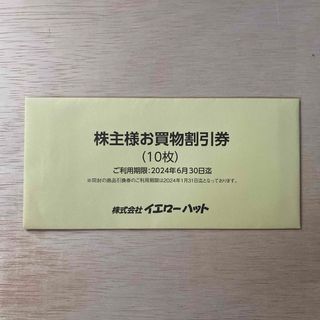 株主様お買物割引券
(10枚)
ご利用期限:2024年6月30日迄
※同封の商品引換券のご利用期限は2024年1月31日迄となっております。
株式会社 イエローハット